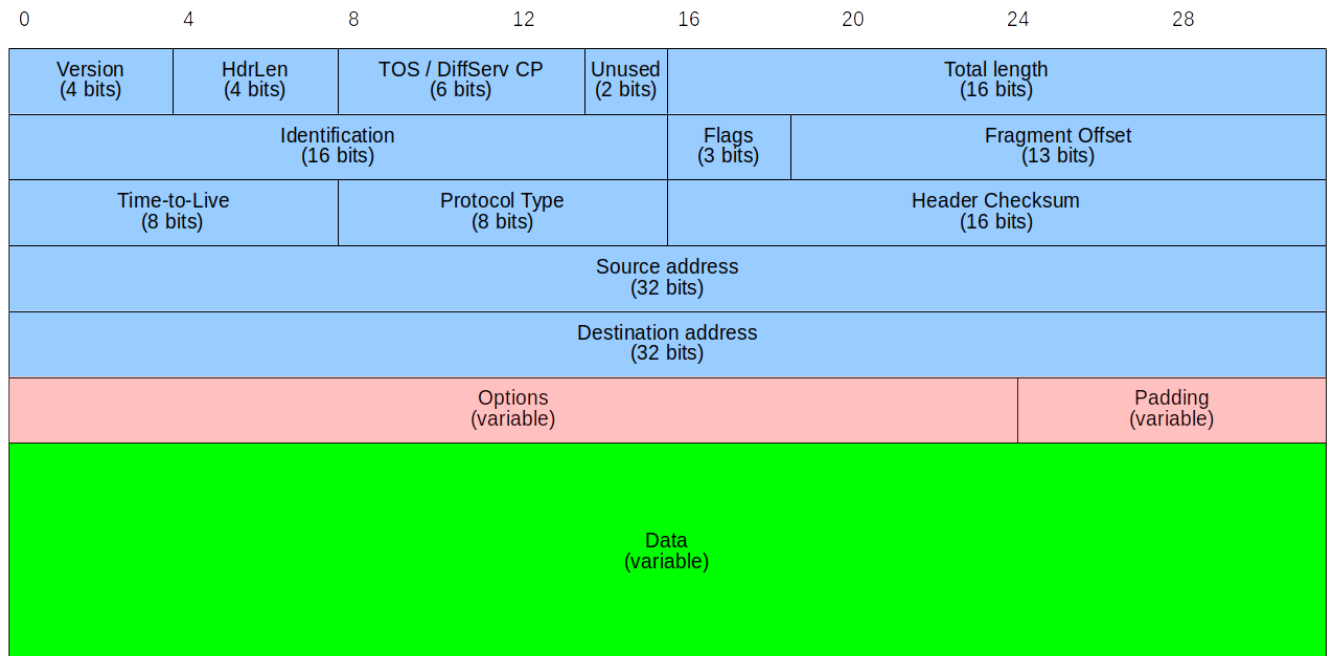 0 4 8 12 16 20 24 28
Version HdrLen TOS / DiffServ CP Unused Total length
(4 bits) (4 bits) (6 bits) (2 bits) (16 bits)
Identification Flags Fragment Offset
(16 bits) (3 bits) (13 bits)
Time-to-Live Protocol Type Header Checksum
(8 bits) (8 bits) (16 bits)
Source address
(32 bits)
Destination address
(32 bits)
Options Padding
(variable) (variable)
Data
(variable)